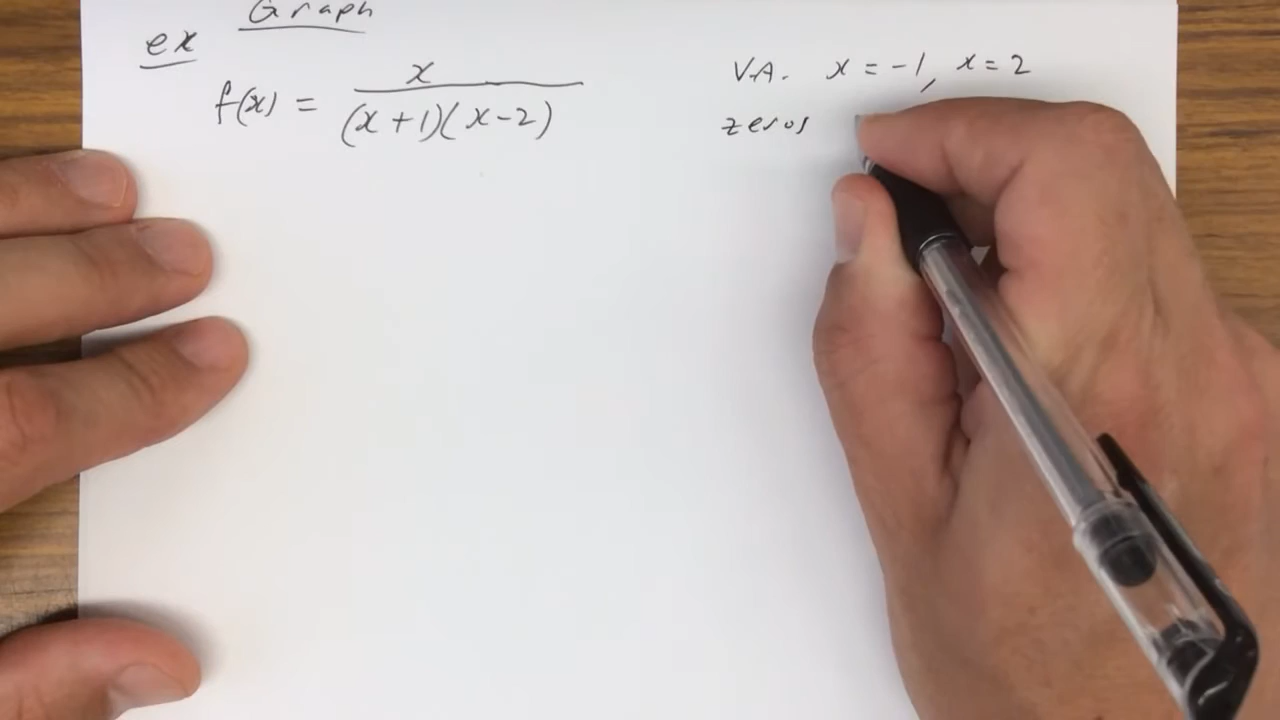 Graph
ex
f(x) = x / (x+1)(x-2)
V.A. x = -1, x = 2
zeros